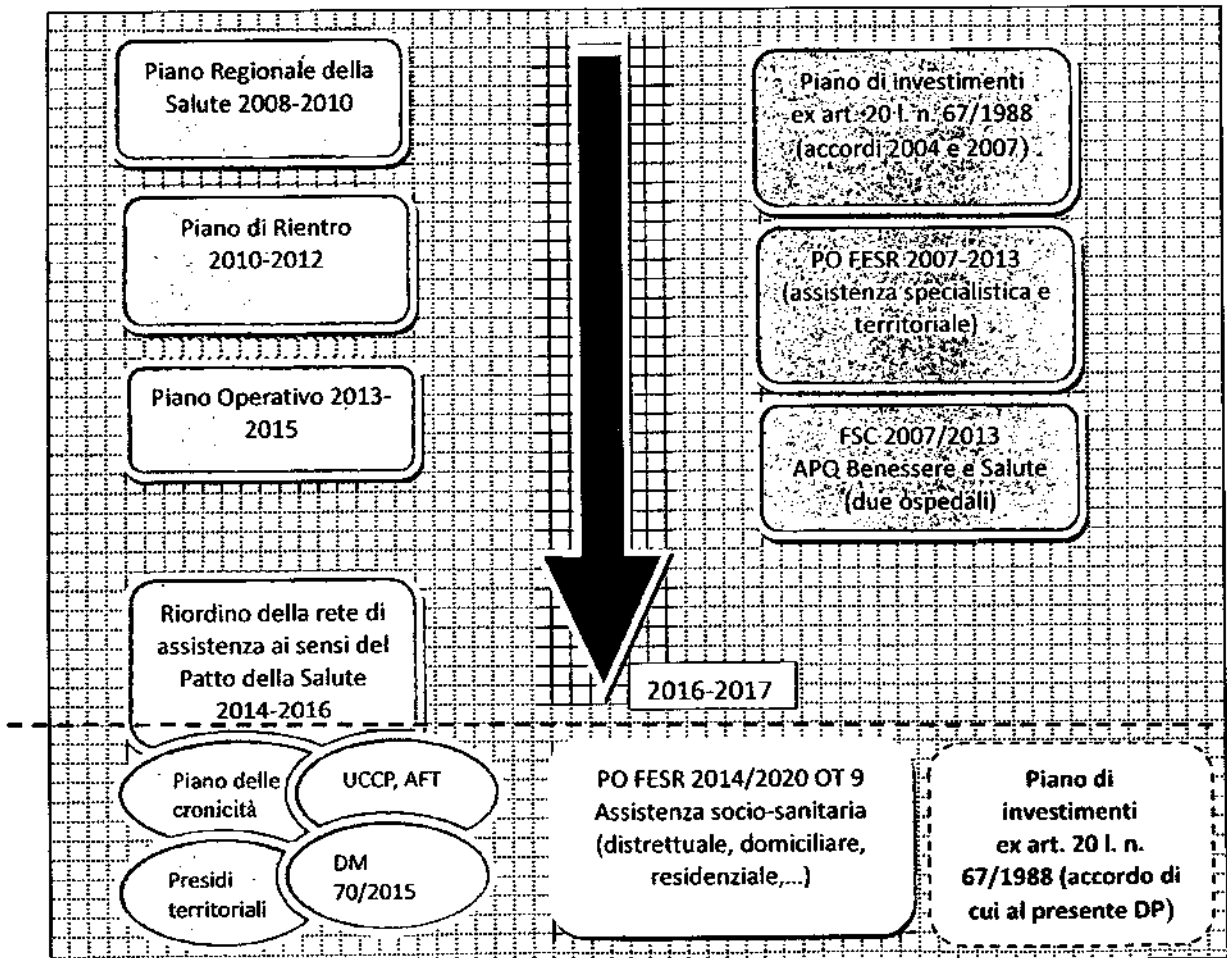 Piano Regionale della
Salute 2008-2010
Piano di Rientro
2010-2012
Piano Operativo 2013-
2015
Riordino della rete di
assistenza ai sensi del
Patto della Salute
2014-2016
Piano delle
cronicità
UCCP, AFT
Presidi
territoriali
DM
70/2015
Piano di investimenti
ex art. 20 l. n. 67/1988
(accordi 2004 e 2007)
PO FESR 2007-2013
(assistenza specialistica e
territoriale)
FSC 2007/2013
APQ Benessere e Salute
(due ospedali)
2016-2017
PO FESR 2014/2020 OT 9
Assistenza socio-sanitaria
(distrettuale, domiciliare,
residenziale,...)
Piano di
investimenti
ex art. 20 l. n.
67/1988 (accordo di
cui al presente DP)